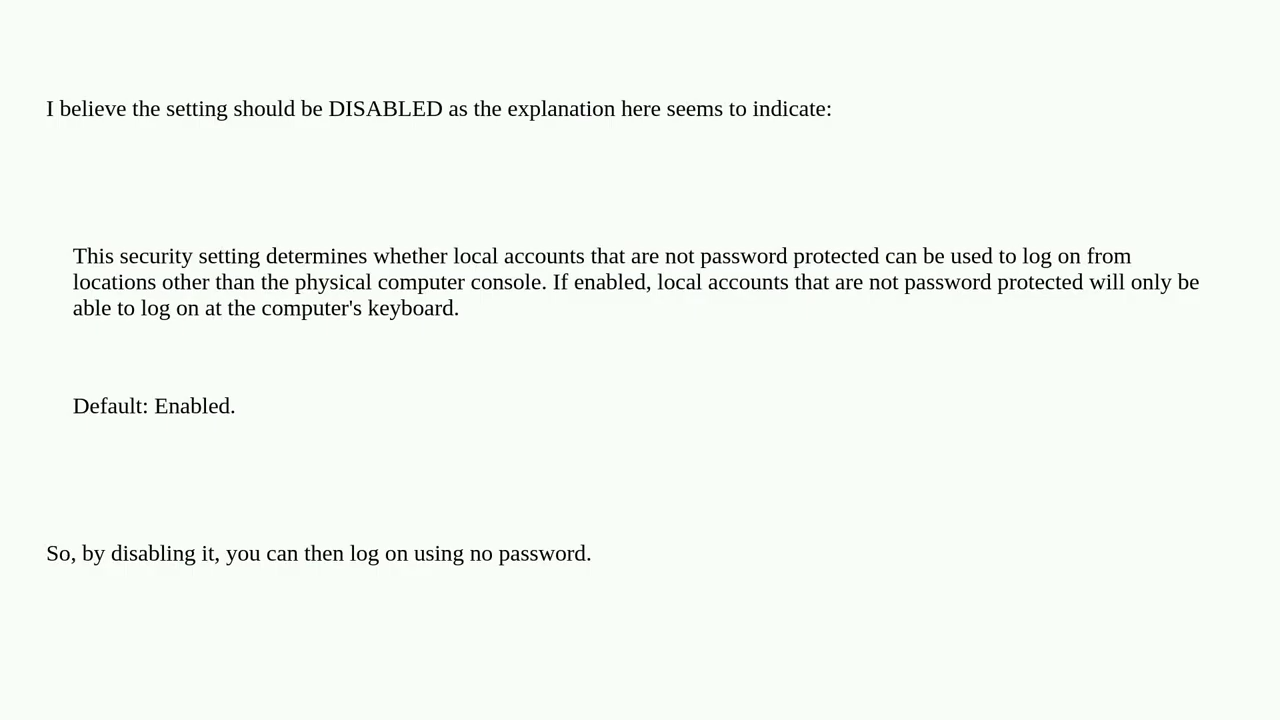 I believe the setting should be DISABLED as the explanation here seems to indicate:
This security setting determines whether local accounts that are not password protected can be used to log on from
locations other than the physical computer console. If enabled, local accounts that are not password protected will only be
able to log on at the computer's keyboard.
Default: Enabled.
So, by disabling it, you can then log on using no password.